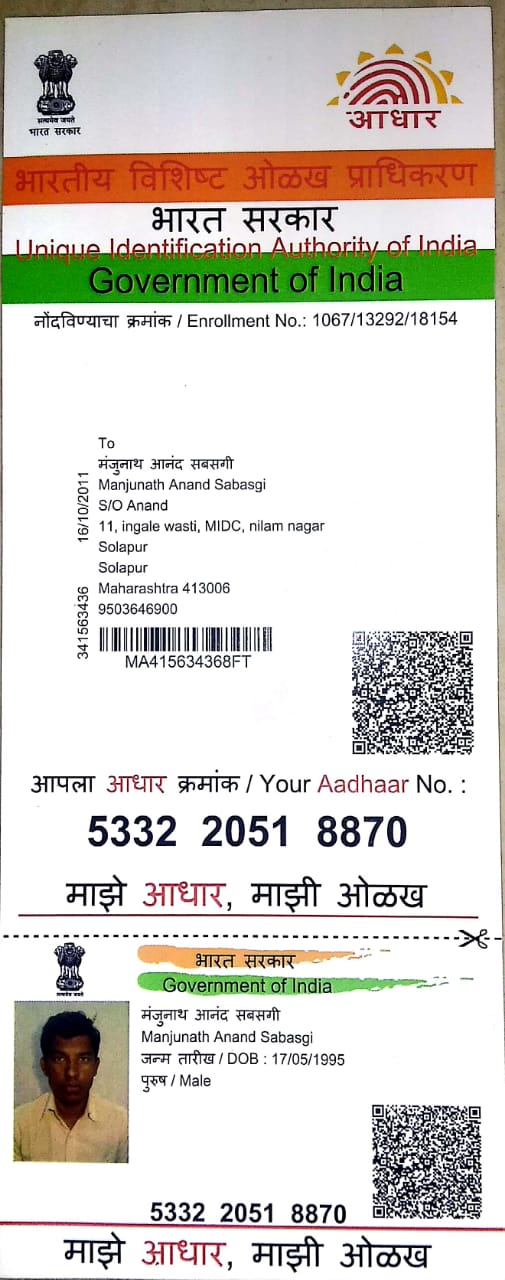 सत्यमेव जयते
भारत सरकार
आधार
भारतीय विशिष्ट ओळख प्राधिकरण
भारत सरकार
Unique Identification Authority of India
Government of India
नोंदविण्याचा क्रमांक / Enrollment No.: 1067/13292/18154
To
मंजुनाथ आनंद सबसगी
Manjunath Anand Sabasgi
S/O Anand
11, ingale wasti, MIDC, nilam nagar
Solapur
Solapur
Maharashtra 413006
9503646900
341563436 16/10/2011
MA415634368FT
आपला आधार क्रमांक / Your Aadhaar No. :
5332 2051 8870
माझे आधार, माझी ओळख
सत्यमेव जयते
भारत सरकार
Government of India
मंजुनाथ आनंद सबसगी
Manjunath Anand Sabasgi
जन्म तारीख / DOB : 17/05/1995
पुरुष / Male
5332 2051 8870
माझे आधार, माझी ओळख